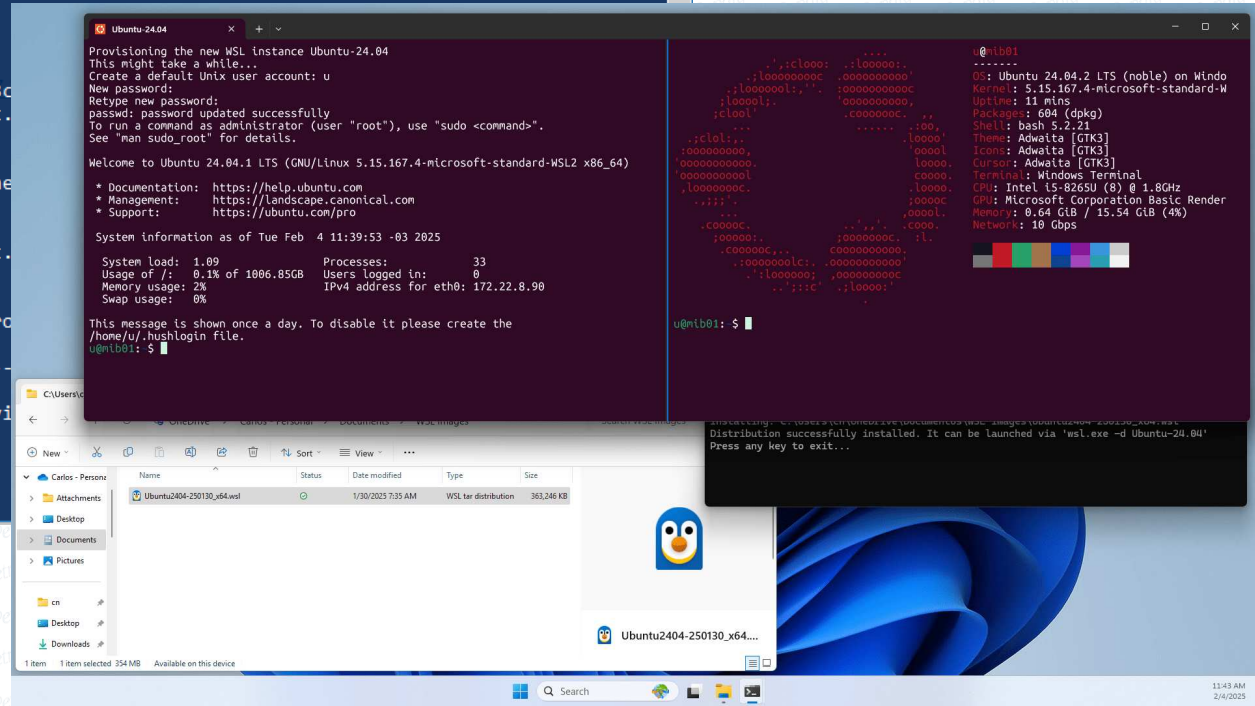 Ubuntu-24.04
Provisioning the new WSL instance Ubuntu-24.04
This might take a while...
Create a default Unix user account: u
New password:
Retype new password:
passwd: password updated successfully
To run a command as administrator (user "root"), use "sudo <command>".
See "man sudo_root" for details.
Welcome to Ubuntu 24.04.1 LTS (GNU/Linux 5.15.167.4-microsoft-standard-WSL2 x86_64)
* Documentation: https://help.ubuntu.com
* Management: https://landscape.canonical.com
* Support: https://ubuntu.com/pro
System information as of Tue Feb 4 11:39:53 -03 2025
System load: 1.09 Processes: 33
Usage of /: 0.1% of 1006.85GB Users logged in: 0
Memory usage: 2% IPv4 address for eth0: 172.22.8.90
Swap usage: 0%
This message is shown once a day. To disable it please create the
/home/u/.hushlogin file.
u@mib01: $
u@mib01
-------
OS: Ubuntu 24.04.2 LTS (noble) on Windo
Kernel: 5.15.167.4-microsoft-standard-W
Uptime: 11 mins
Packages: 604 (dpkg)
Shell: bash 5.2.21
Theme: Adwaita [GTK3]
Icons: Adwaita [GTK3]
Cursor: Adwaita [GTK3]
Terminal: Windows Terminal
CPU: Intel i5-8265U (8) @ 1.8GHz
GPU: Microsoft Corporation Basic Render
Memory: 0.64 GiB / 15.54 GiB (4%)
Network: 10 Gbps
u@mib01: $
Distribution successfully installed. It can be launched via 'wsl.exe -d Ubuntu-24.04'
Press any key to exit...
C:\Users\c
New Sort View ...
Carlos - Persona
Attachments
Desktop
Documents
Pictures
cn
Desktop
Downloads
Name Status Date modified Type Size
Ubuntu2404-250130_x64.wsl 1/30/2025 7:35 AM WSL tar distribution 363,246 KB
Ubuntu2404-250130_x64....
1 item 1 item selected 354 MB Available on this device
Search
11:43 AM
2/4/2025